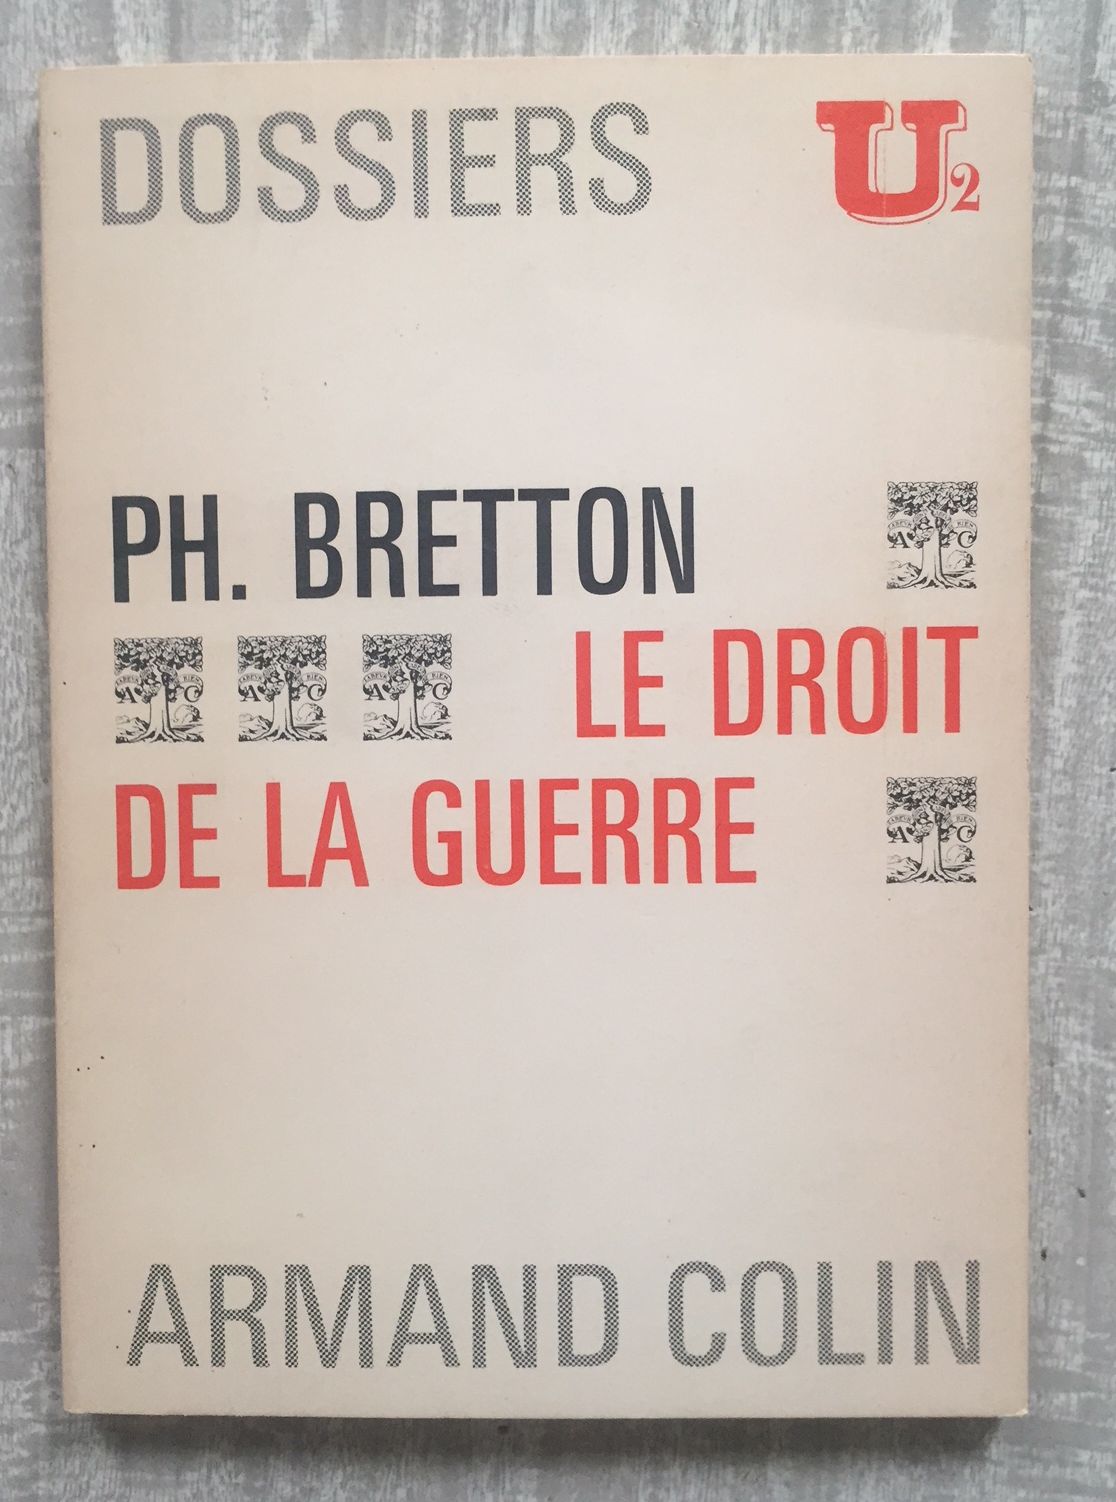 DOSSIERS
U2
PH. BRETTON
LE DROIT
DE LA GUERRE
ARMAND COLIN